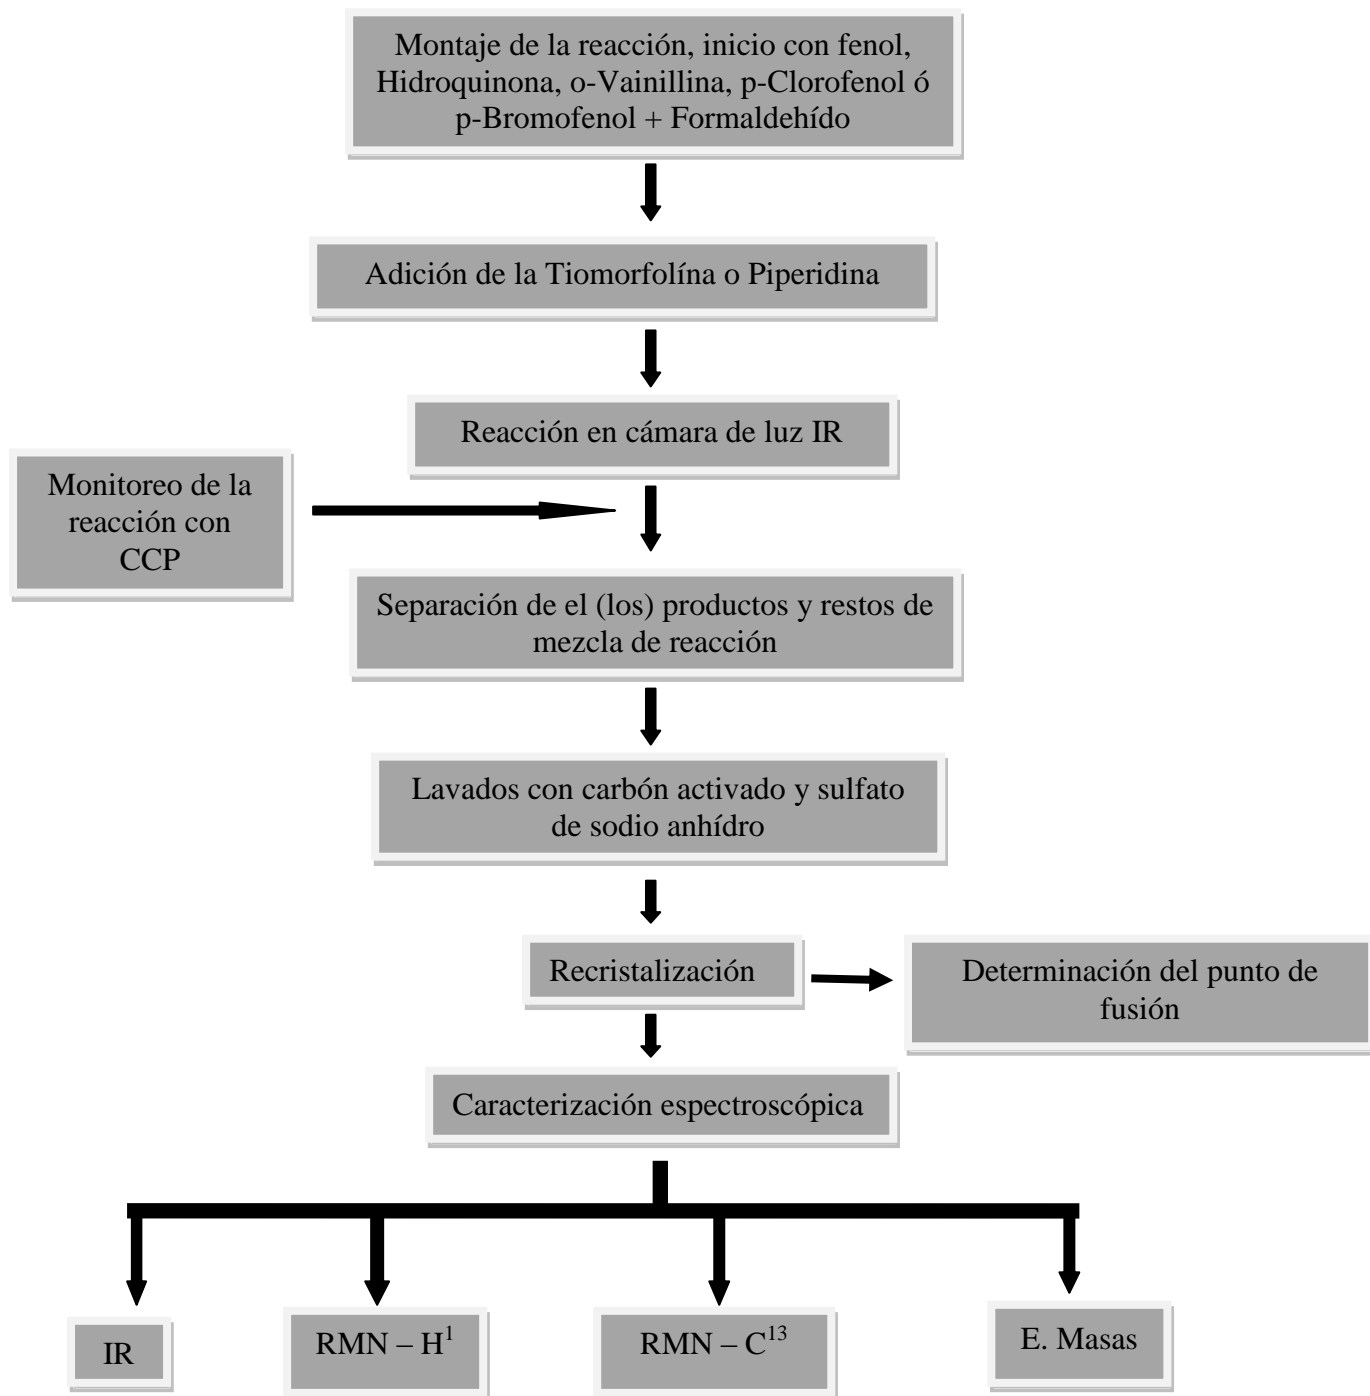 Montaje de la reacción, inicio con fenol,
Hidroquinona, o-Vainillina, p-Clorofenol ó
p-Bromofenol + Formaldehído
Adición de la Tiomorfolína o Piperidina
Reacción en cámara de luz IR
Monitoreo de la
reacción con
CCP
Separación de el (los) productos y restos de
mezcla de reacción
Lavados con carbón activado y sulfato
de sodio anhídro
Recristalización
Determinación del punto de
fusión
Caracterización espectroscópica
IR
RMN – H¹
RMN – C¹³
E. Masas